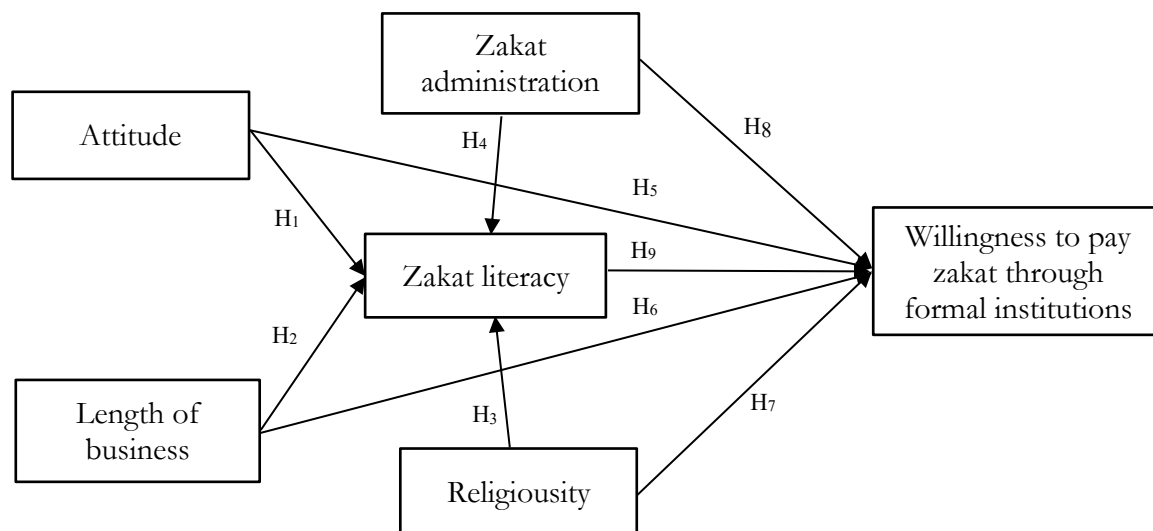 Zakat
administration
Attitude
H8
H4
H5
H1
Willingness to pay
zakat through
formal institutions
Zakat literacy
H9
H6
H2
Length of
business
H3
H7
Religiousity